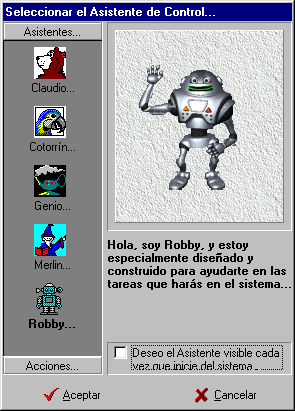 Seleccionar el Asistente de Control...
Asistentes...
Claudio...
Cotorrín...
Genio...
Merlin...
Robby...
Acciones...
Hola, soy Robby, y estoy
especialmente diseñado y
construido para ayudarte en las
tareas que harás en el sistema...
Deseo el Asistente visible cada
vez que inicie del sistema
Aceptar
Cancelar